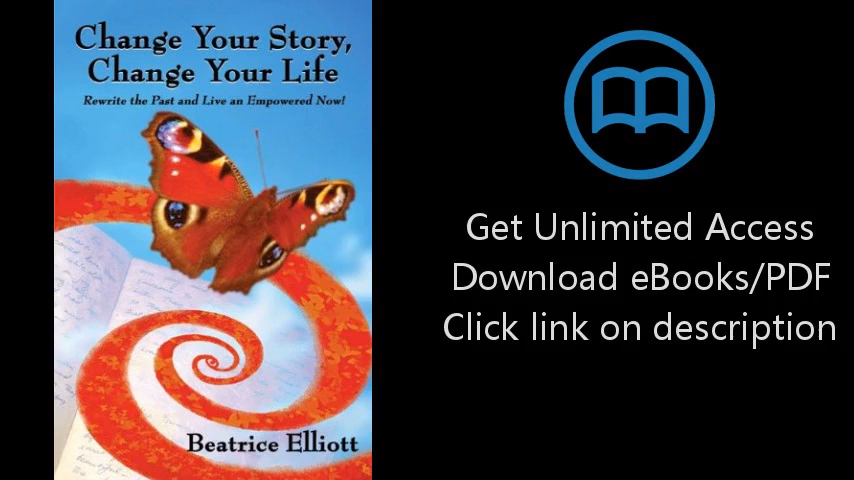 Change Your Story,
Change Your Life
Rewrite the Past and Live an Empowered Now!
Beatrice Elliott
Get Unlimited Access
Download eBooks/PDF
Click link on description